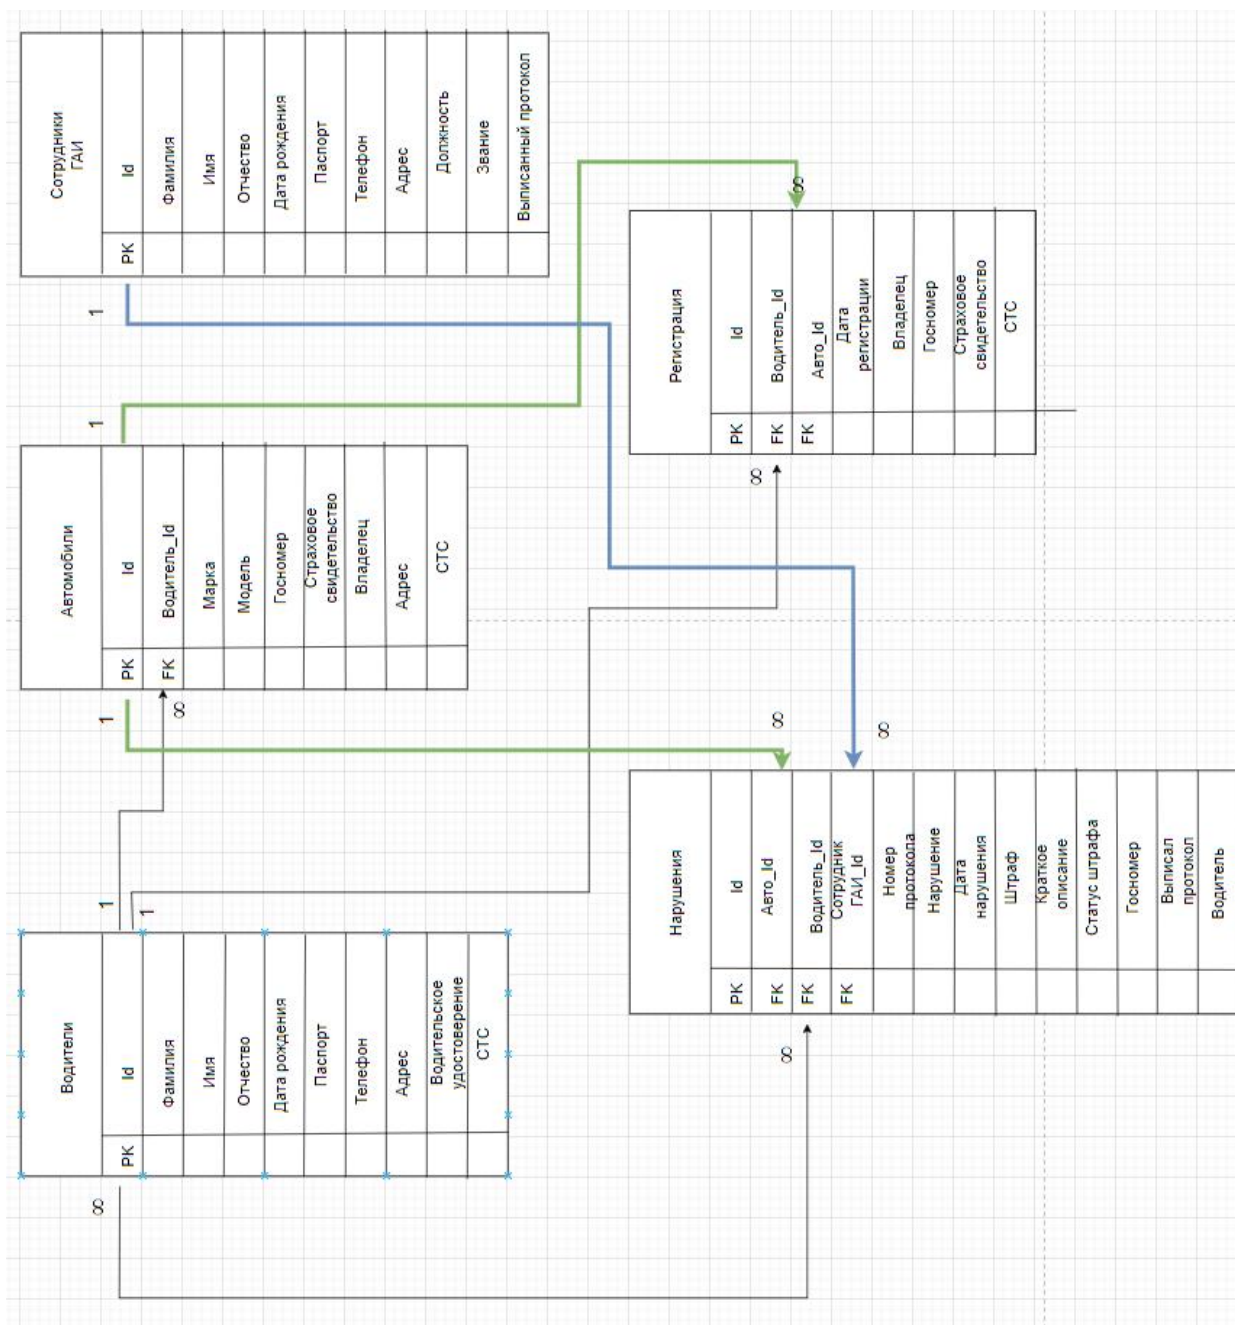 Водители
PK
Id
Фамилия
Имя
Отчество
Дата рождения
Паспорт
Телефон
Адрес
Водительское
удостоверение
СТС
Автомобили
PK
Id
FK
Водитель_Id
Марка
Модель
Госномер
Страховое
свидетельство
Владелец
Адрес
СТС
Сотрудники
ГАИ
PK
Id
Фамилия
Имя
Отчество
Дата рождения
Паспорт
Телефон
Адрес
Должность
Звание
Выписанный протокол
∞
1
1
1
∞
1
1
∞
∞
∞
∞
∞
Нарушения
PK
Id
FK
Авто_Id
FK
Водитель_Id
FK
Сотрудник
ГАИ_Id
Номер
протокола
Нарушение
Дата
нарушения
Штраф
Краткое
описание
Статус штрафа
Госномер
Выписал
протокол
Водитель
Регистрация
PK
Id
FK
Водитель_Id
FK
Авто_Id
Дата
регистрации
Владелец
Госномер
Страховое
свидетельство
СТС